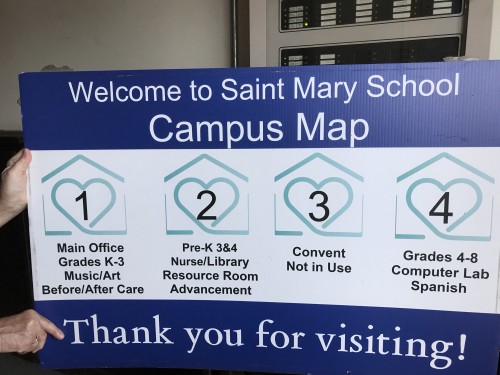 Welcome to Saint Mary School
Campus Map
1
Main Office
Grades K-3
Music/Art
Before/After Care
2
Pre-K 3&4
Nurse/Library
Resource Room
Advancement
3
Convent
Not in Use
4
Grades 4-8
Computer Lab
Spanish
Thank you for visiting!